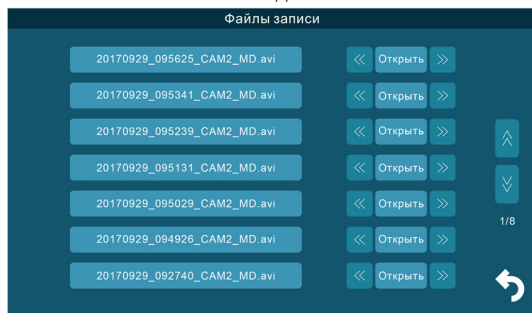 Файлы записи
20170929_095625_CAM2_MD.avi Открыть
20170929_095341_CAM2_MD.avi Открыть
20170929_095239_CAM2_MD.avi Открыть
20170929_095131_CAM2_MD.avi Открыть
20170929_095029_CAM2_MD.avi Открыть
1/8
20170929_094926_CAM2_MD.avi Открыть
20170929_092740_CAM2_MD.avi Открыть